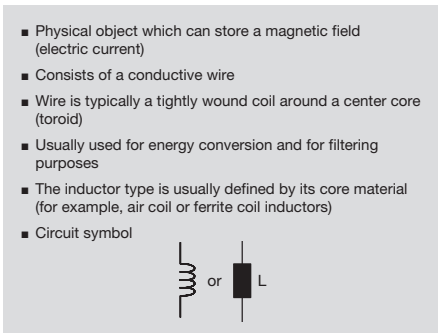 ■ Physical object which can store a magnetic field
(electric current)
■ Consists of a conductive wire
■ Wire is typically a tightly wound coil around a center core
(toroid)
■ Usually used for energy conversion and for filtering
purposes
■ The inductor type is usually defined by its core material
(for example, air coil or ferrite coil inductors)
■ Circuit symbol
or L